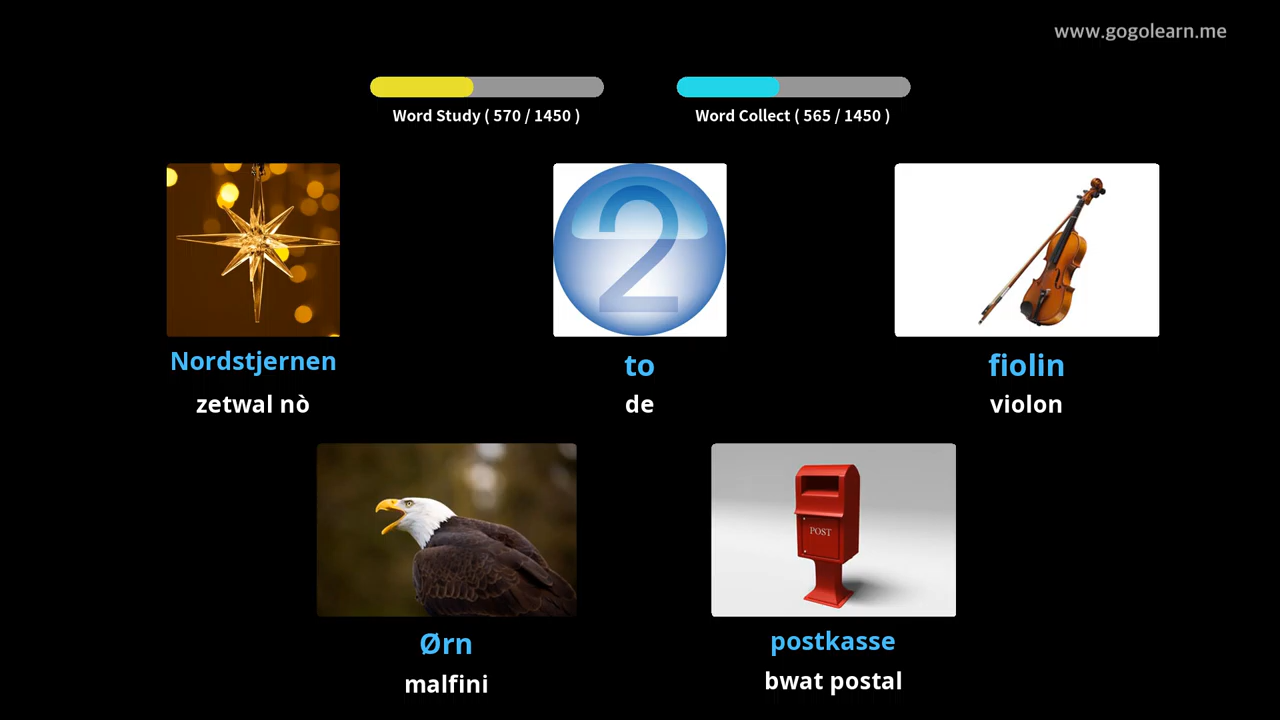 www.gogolearn.me
Word Study ( 570 / 1450 )
Word Collect ( 565 / 1450 )
2
Nordstjernen
to
fiolin
zetwal nò
de
violon
POST
Ørn
postkasse
malfini
bwat postal